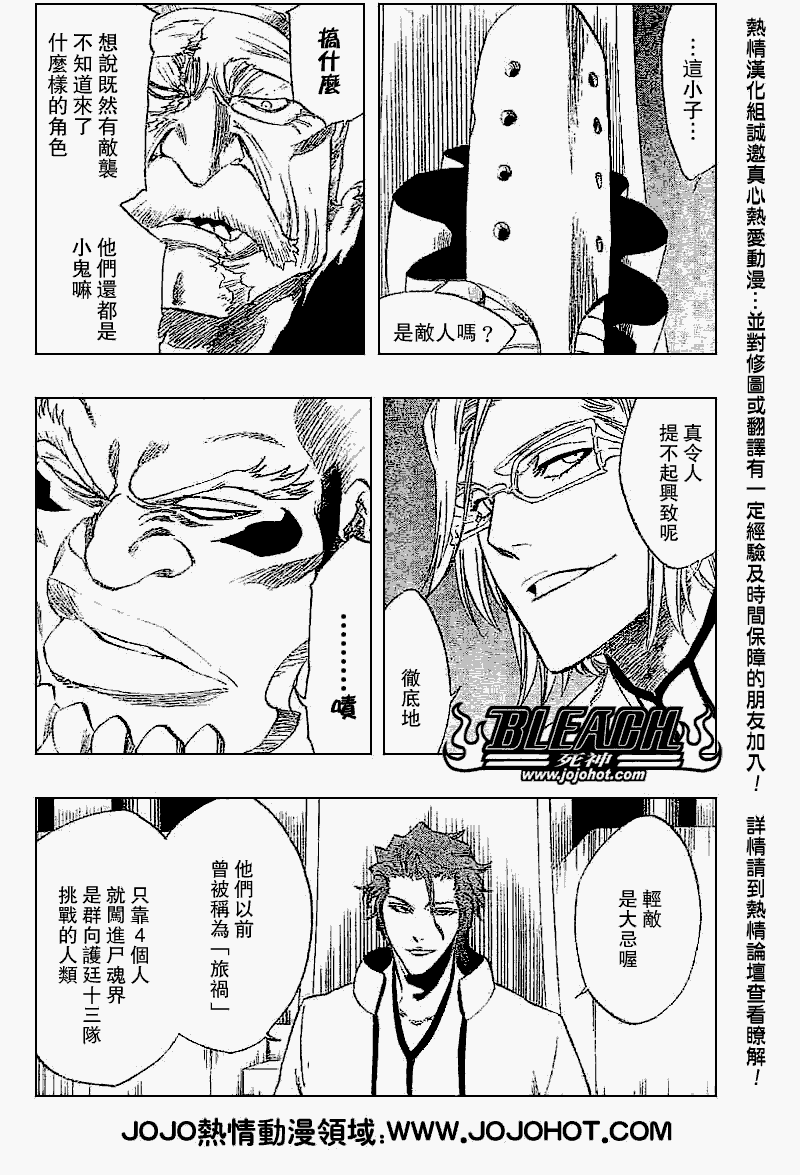 …這小子…
是敵人嗎？
搞什麼
想說既然有敵襲
不知道來了
什麼樣的角色
他們還都是
小鬼嘛
真令人
提不起興致呢
徹底地
………嘖
輕敵
是大忌喔
他們以前
曾被稱為「旅禍」
只靠4個人
就闖進尸魂界
是群向護廷十三隊
挑戰的人類
BLEACH
死神
www.jojohot.com
熱情漢化組誠邀真心熱愛動漫…並對修圖或翻譯有一定經驗及時間保障的朋友加入！ 詳情請到熱情論壇查看瞭解！
JOJO熱情動漫領域:WWW.JOJOHOT.COM